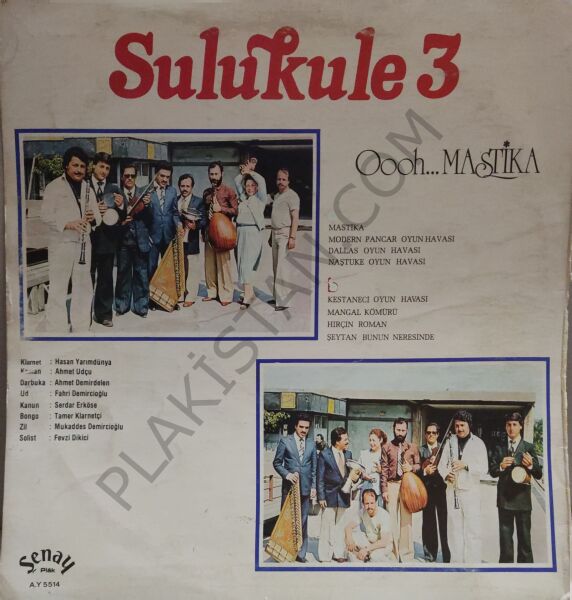 Sulukule 3
Oooh... MASTİKA
MASTİKA
MODERN PANCAR OYUN HAVASI
DALLAS OYUN HAVASI
NAŞTUKE OYUN HAVASI
KESTANECİ OYUN HAVASI
MANGAL KÖMÜRÜ
HIRÇIN ROMAN
ŞEYTAN BUNUN NERESİNDE
Klarnet : Hasan Yarımdünya
: Ahmet Udçu
Darbuka : Ahmet Demirdelen
Ud : Fahri Demircioğlu
Kanun : Serdar Erköse
Bongo : Tamer Klarnetçi
Zil : Mukaddes Demircioğlu
Solist : Fevzi Dikici
Şenay
Plâk
A.Y 5514
PLAKİSTAN.COM